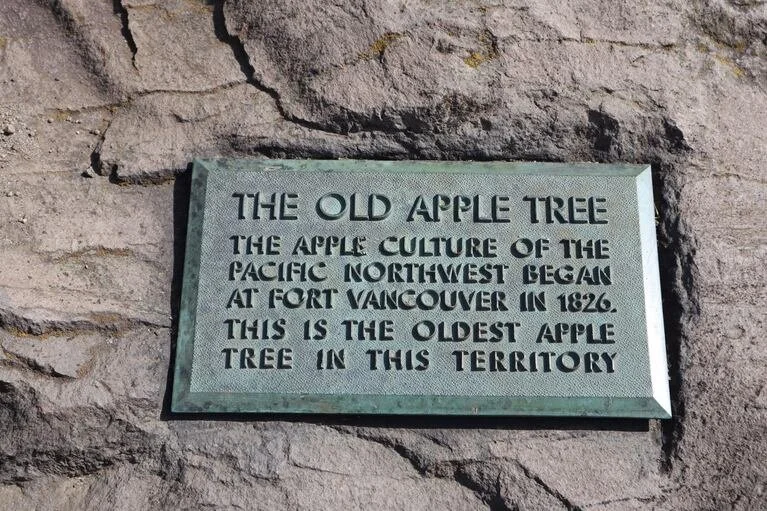 THE OLD APPLE TREE
THE APPLE CULTURE OF THE
PACIFIC NORTHWEST BEGAN
AT FORT VANCOUVER IN 1826.
THIS IS THE OLDEST APPLE
TREE IN THIS TERRITORY